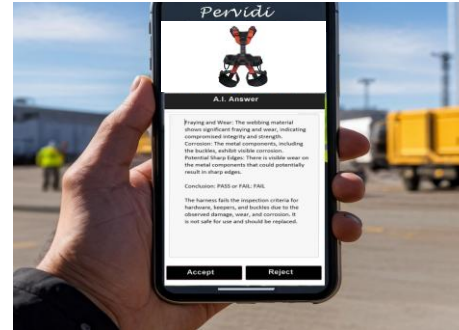 Pervidi
A.I. Answer
Fraying and Wear: The webbing material
shows significant fraying and wear, indicating
compromised integrity and strength.
Corrosion: The metal components, including
the buckles, exhibit visible corrosion.
Potential Sharp Edges: There is visible wear on
the metal components that could potentially
result in sharp edges.
Conclusion: PASS or FAIL: FAIL
The harness fails the inspection criteria for
hardware, keepers, and buckles due to the
observed damage, wear, and corrosion. It
is not safe for use and should be replaced.
Accept
Reject